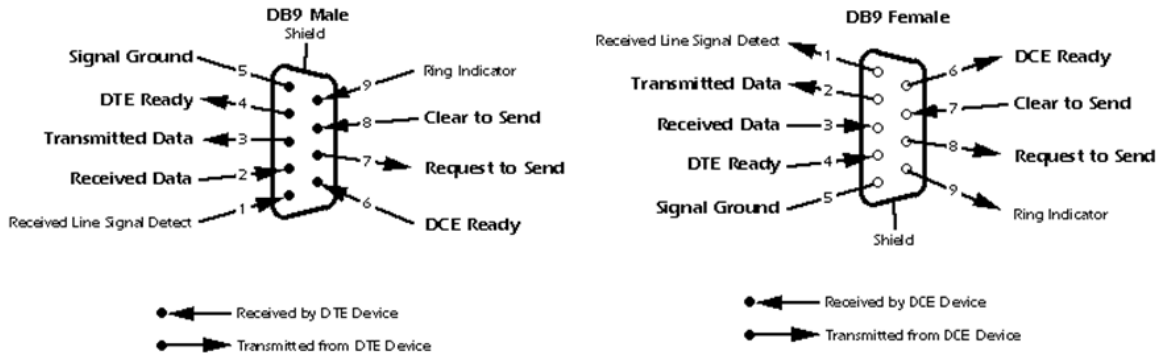 DB9 Male
Shield
Signal Ground
5
9
Ring Indicator
DTE Ready
4
8
Clear to Send
Transmitted Data
3
7
Request to Send
Received Data
2
6
DCE Ready
Received Line Signal Detect
1
Received by DTE Device
Transmitted from DTE Device
DB9 Female
Received Line Signal Detect
1
6
DCE Ready
Transmitted Data
2
7
Clear to Send
Received Data
3
8
Request to Send
DTE Ready
4
9
Ring Indicator
Signal Ground
5
Shield
Received by DCE Device
Transmitted from DCE Device